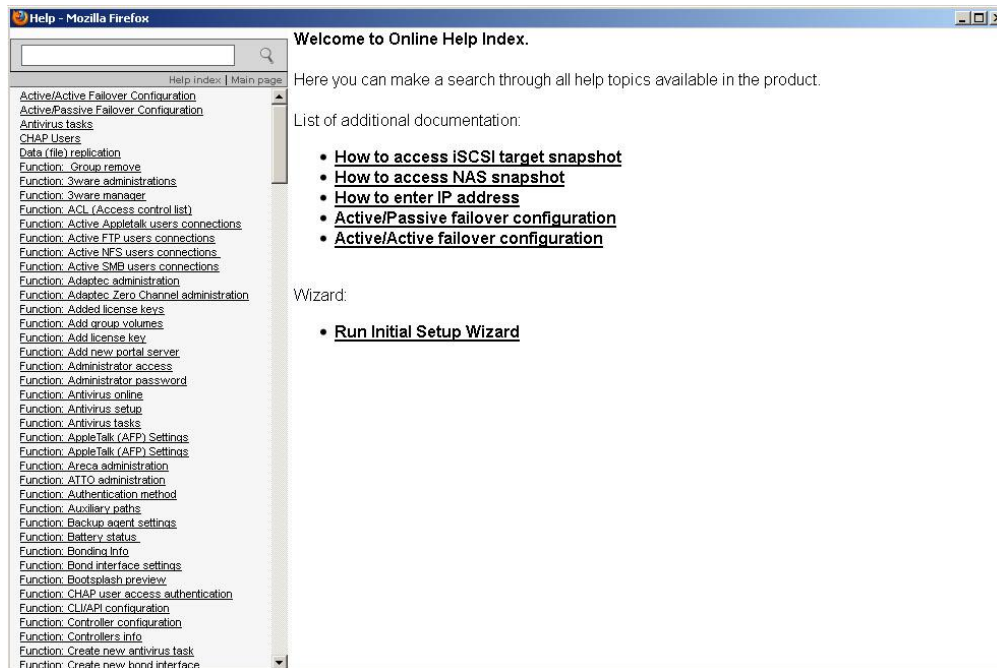 Help - Mozilla Firefox
Help index | Main page
Active/Active Failover Configuration
Active/Passive Failover Configuration
Antivirus tasks
CHAP Users
Data (file) replication
Function: Group remove
Function: 3ware administrations
Function: 3ware manager
Function: ACL (Access control list)
Function: Active Appletalk users connections
Function: Active FTP users connections
Function: Active NFS users connections
Function: Active SMB users connections
Function: Adaptec administration
Function: Adaptec Zero Channel administration
Function: Added license keys
Function: Add group volumes
Function: Add license key
Function: Add new portal server
Function: Administrator access
Function: Administrator password
Function: Antivirus online
Function: Antivirus setup
Function: Antivirus tasks
Function: AppleTalk (AFP) Settings
Function: AppleTalk (AFP) Settings
Function: Areca administration
Function: ATTO administration
Function: Authentication method
Function: Auxiliary paths
Function: Backup agent settings
Function: Battery status
Function: Bonding Info
Function: Bond interface settings
Function: Bootsplash preview
Function: CHAP user access authentication
Function: CLI/API configuration
Function: Controller configuration
Function: Controllers info
Function: Create new antivirus task
Function: Create new bond interface
Welcome to Online Help Index.
Here you can make a search through all help topics available in the product.
List of additional documentation:
• How to access iSCSI target snapshot
• How to access NAS snapshot
• How to enter IP address
• Active/Passive failover configuration
• Active/Active failover configuration
Wizard:
• Run Initial Setup Wizard